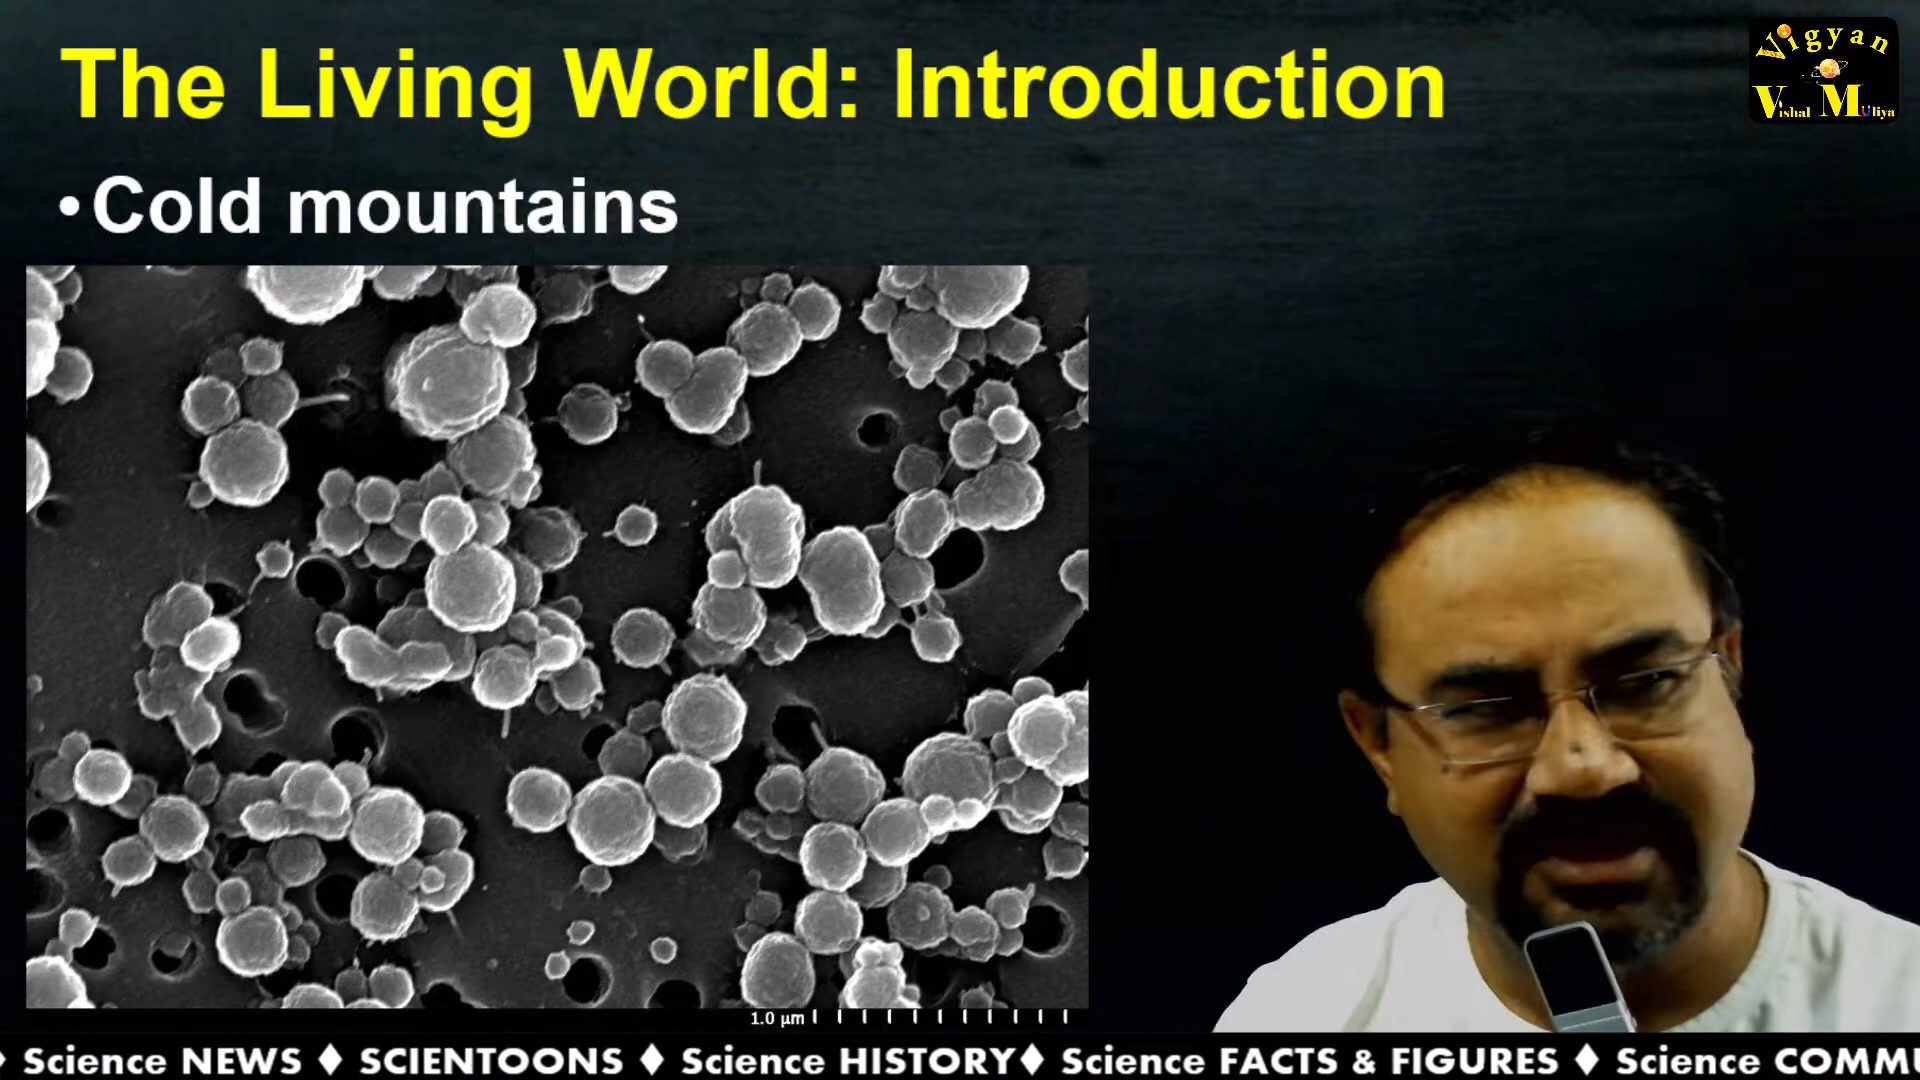 The Living World: Introduction
Vigyan
Vishal Muliya
• Cold mountains
1.0 µm
♦ Science NEWS ♦ SCIENTOONS ♦ Science HISTORY♦ Science FACTS & FIGURES ♦ Science COMMU